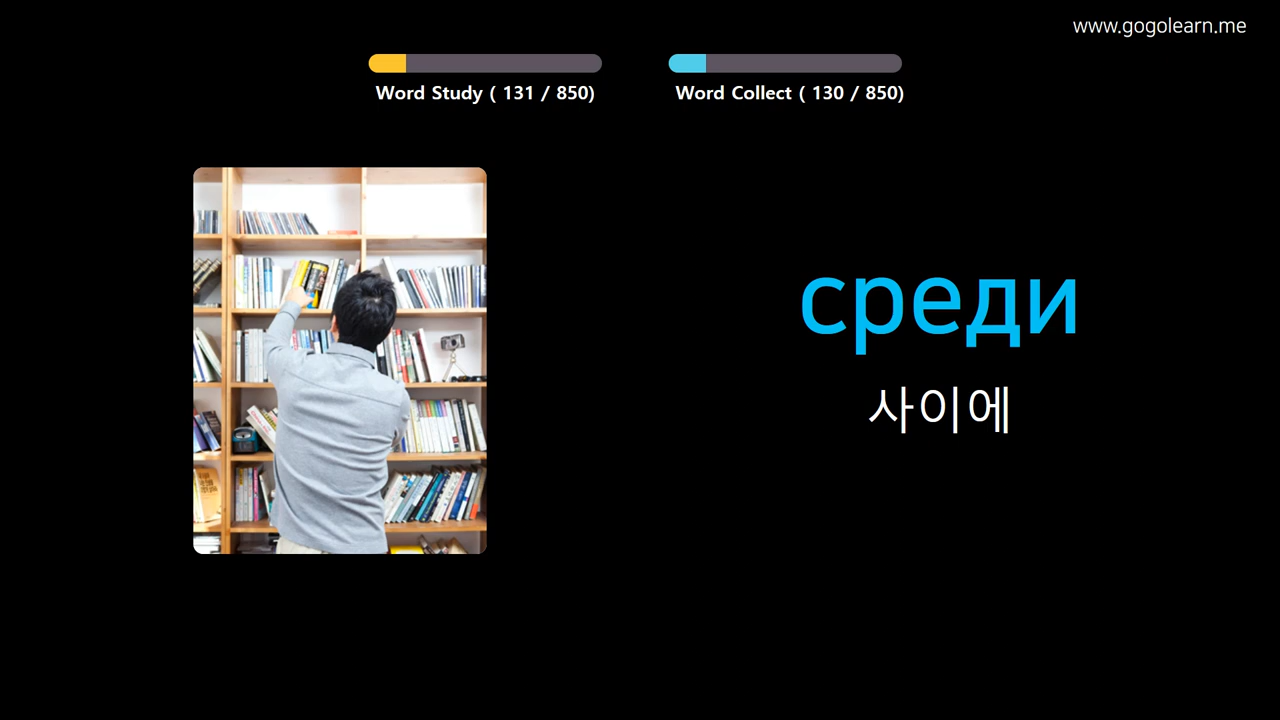 www.gogolearn.me
Word Study ( 131 / 850)
Word Collect ( 130 / 850)
среди
사이에